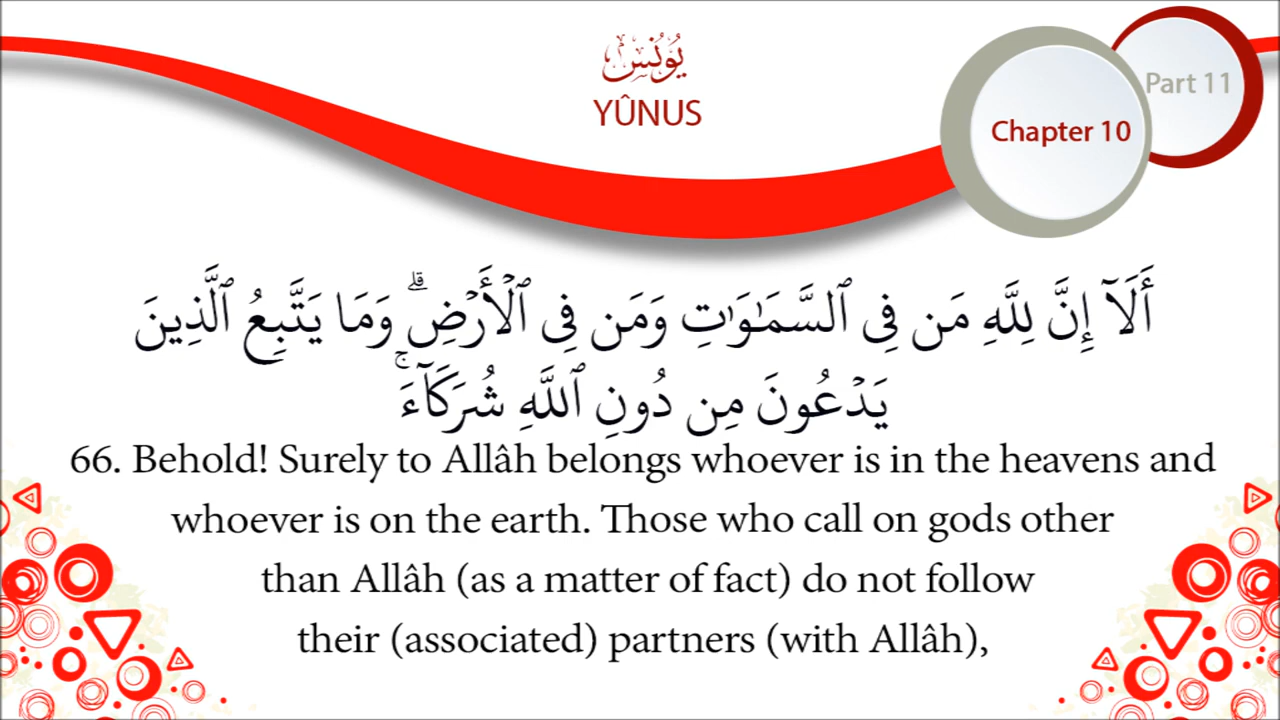 يُونُس
YÛNUS
Part 11
Chapter 10
أَلَآ إِنَّ لِلَّهِ مَن فِى ٱلسَّمَٰوَٰتِ وَمَن فِى ٱلْأَرْضِ ۗ وَمَا يَتَّبِعُ ٱلَّذِينَ
يَدْعُونَ مِن دُونِ ٱللَّهِ شُرَكَآءَ ۚ
66. Behold! Surely to Allâh belongs whoever is in the heavens and
whoever is on the earth. Those who call on gods other
than Allâh (as a matter of fact) do not follow
their (associated) partners (with Allâh),